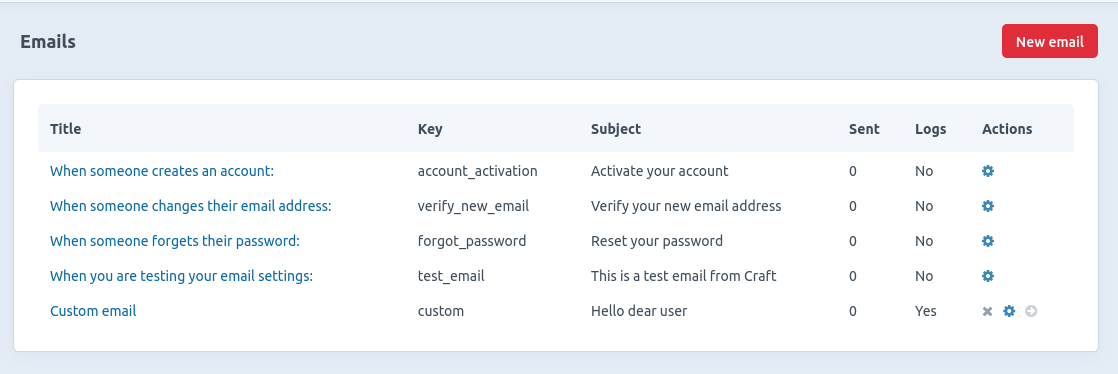 Emails
New email
Title Key Subject Sent Logs Actions
When someone creates an account: account_activation Activate your account 0 No
When someone changes their email address: verify_new_email Verify your new email address 0 No
When someone forgets their password: forgot_password Reset your password 0 No
When you are testing your email settings: test_email This is a test email from Craft 0 No
Custom email custom Hello dear user 0 Yes